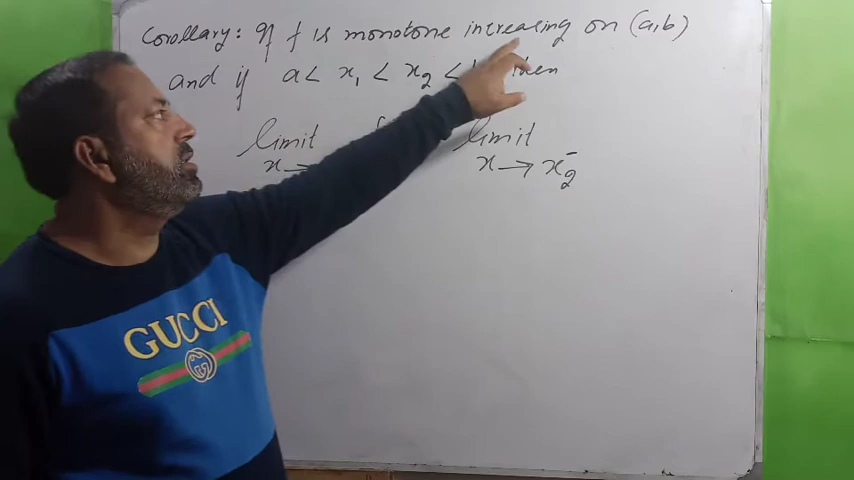 Corollary: If f is monotone increasing on (a,b)
and if a < x₁ < x₂ < then
limit limit
x → x → x₂⁻
GUCCI